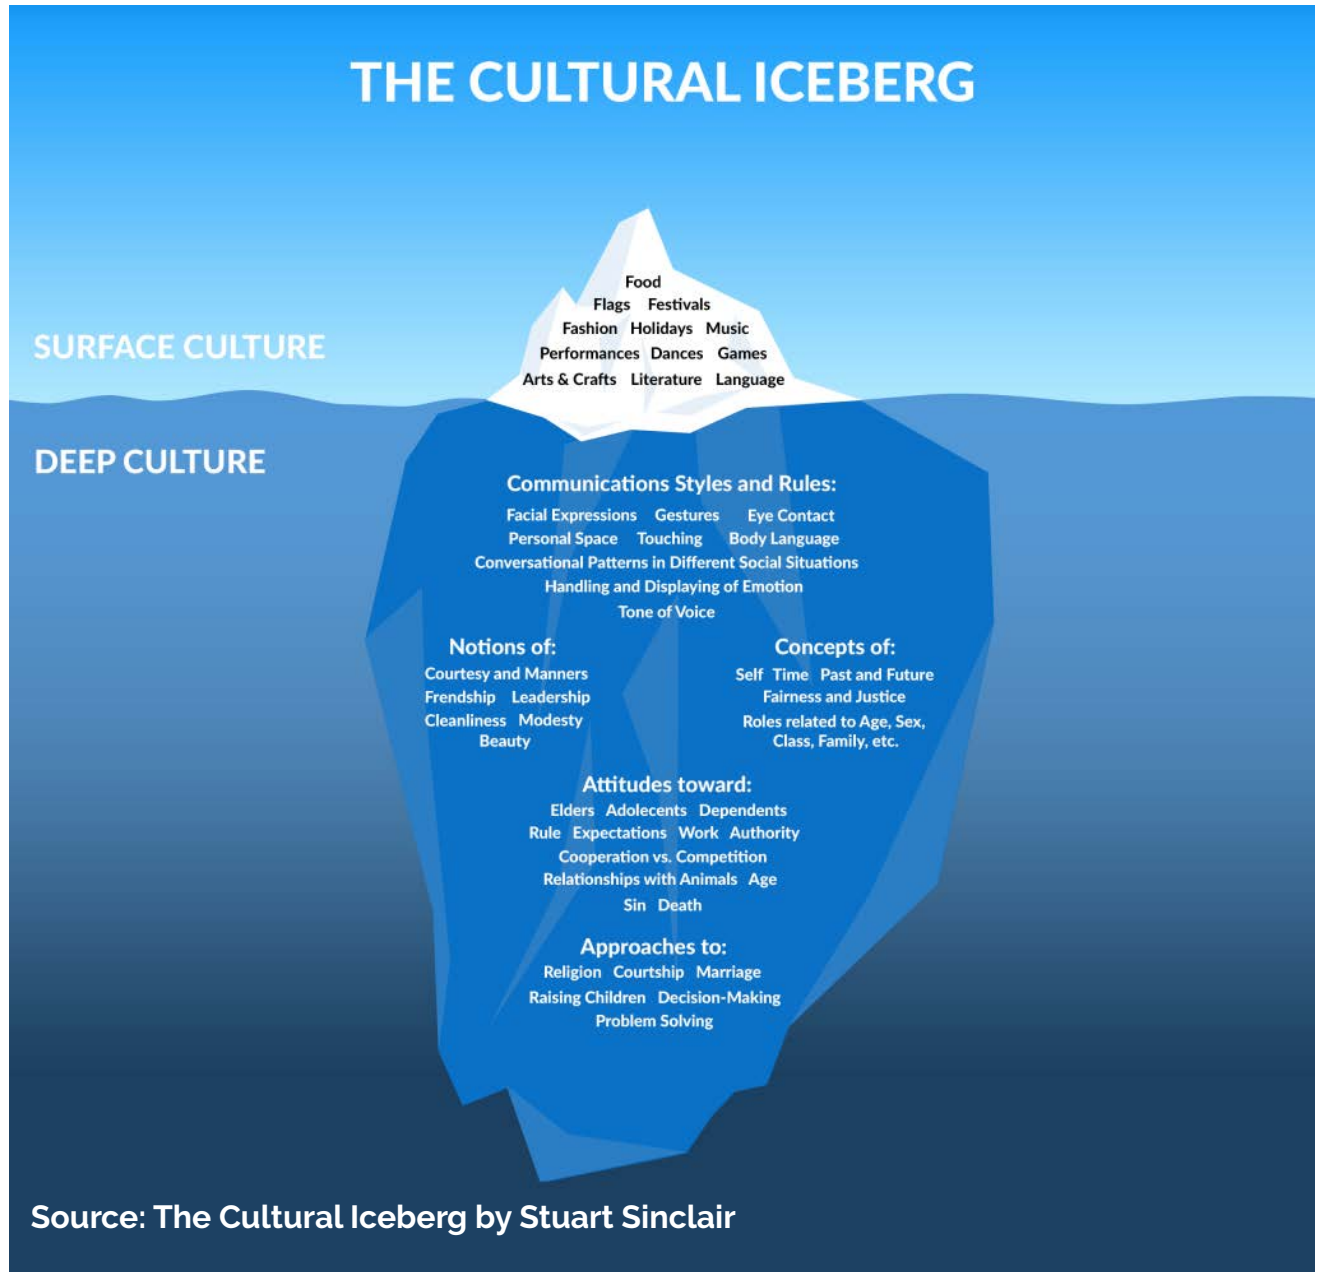 THE CULTURAL ICEBERG
Food
Flags Festivals
Fashion Holidays Music
SURFACE CULTURE
Performances Dances Games
Arts & Crafts Literature Language
DEEP CULTURE
Communications Styles and Rules:
Facial Expressions Gestures Eye Contact
Personal Space Touching Body Language
Conversational Patterns in Different Social Situations
Handling and Displaying of Emotion
Tone of Voice
Notions of:
Courtesy and Manners
Frendship Leadership
Cleanliness Modesty
Beauty
Concepts of:
Self Time Past and Future
Fairness and Justice
Roles related to Age, Sex,
Class, Family, etc.
Attitudes toward:
Elders Adolecents Dependents
Rule Expectations Work Authority
Cooperation vs. Competition
Relationships with Animals Age
Sin Death
Approaches to:
Religion Courtship Marriage
Raising Children Decision-Making
Problem Solving
Source: The Cultural Iceberg by Stuart Sinclair